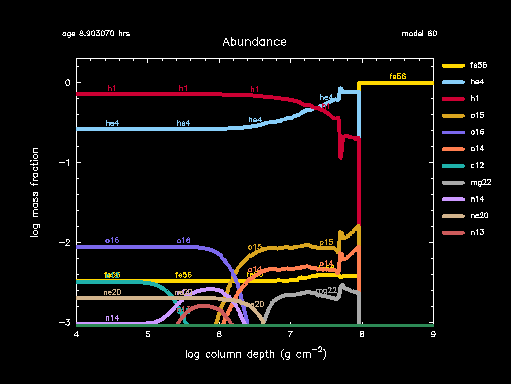 age 8.903070 hrs
model 60
Abundance
fe56
he4
h1
o15
o16
o14
c12
mg22
n14
ne20
n13
log mass fraction
0
−1
−2
−3
h1 h1 h1
he4 he4 he4 he4
fe56
o16 o16
o15 o15
o14 o14
fe56 fe56
ne20 ne20
mg22
n14
4 5 6 7 8 9
log column depth (g cm−2)